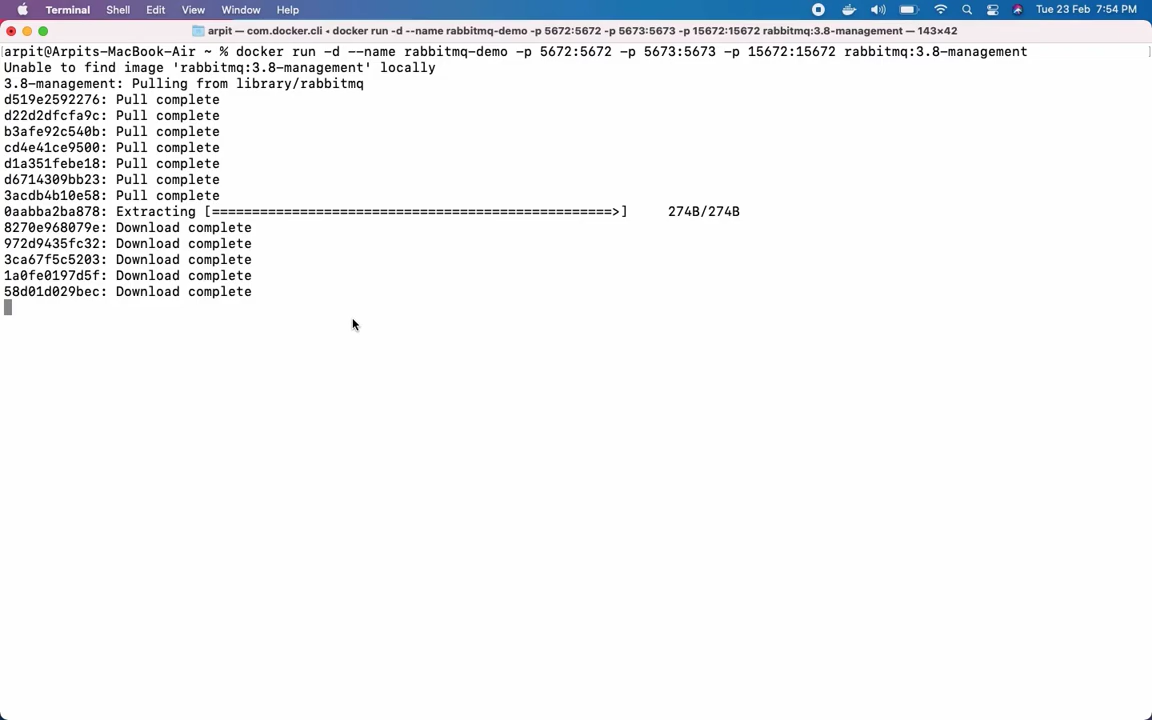 Terminal Shell Edit View Window Help Tue 23 Feb 7:54 PM
arpit — com.docker.cli • docker run -d --name rabbitmq-demo -p 5672:5672 -p 5673:5673 -p 15672:15672 rabbitmq:3.8-management — 143×42
arpit@Arpits-MacBook-Air ~ % docker run -d --name rabbitmq-demo -p 5672:5672 -p 5673:5673 -p 15672:15672 rabbitmq:3.8-management
Unable to find image 'rabbitmq:3.8-management' locally
3.8-management: Pulling from library/rabbitmq
d519e2592276: Pull complete
d22d2dfcfa9c: Pull complete
b3afe92c540b: Pull complete
cd4e41ce9500: Pull complete
d1a351febe18: Pull complete
d6714309bb23: Pull complete
3acdb4b10e58: Pull complete
0aabba2ba878: Extracting [==================================================>] 274B/274B
8270e968079e: Download complete
972d9435fc32: Download complete
3ca67f5c5203: Download complete
1a0fe0197d5f: Download complete
58d01d029bec: Download complete